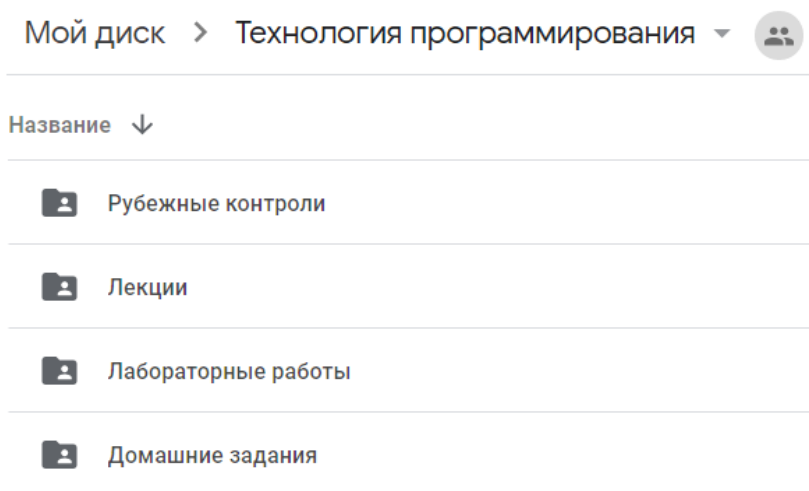 Мой диск > Технология программирования
Название
Рубежные контроли
Лекции
Лабораторные работы
Домашние задания